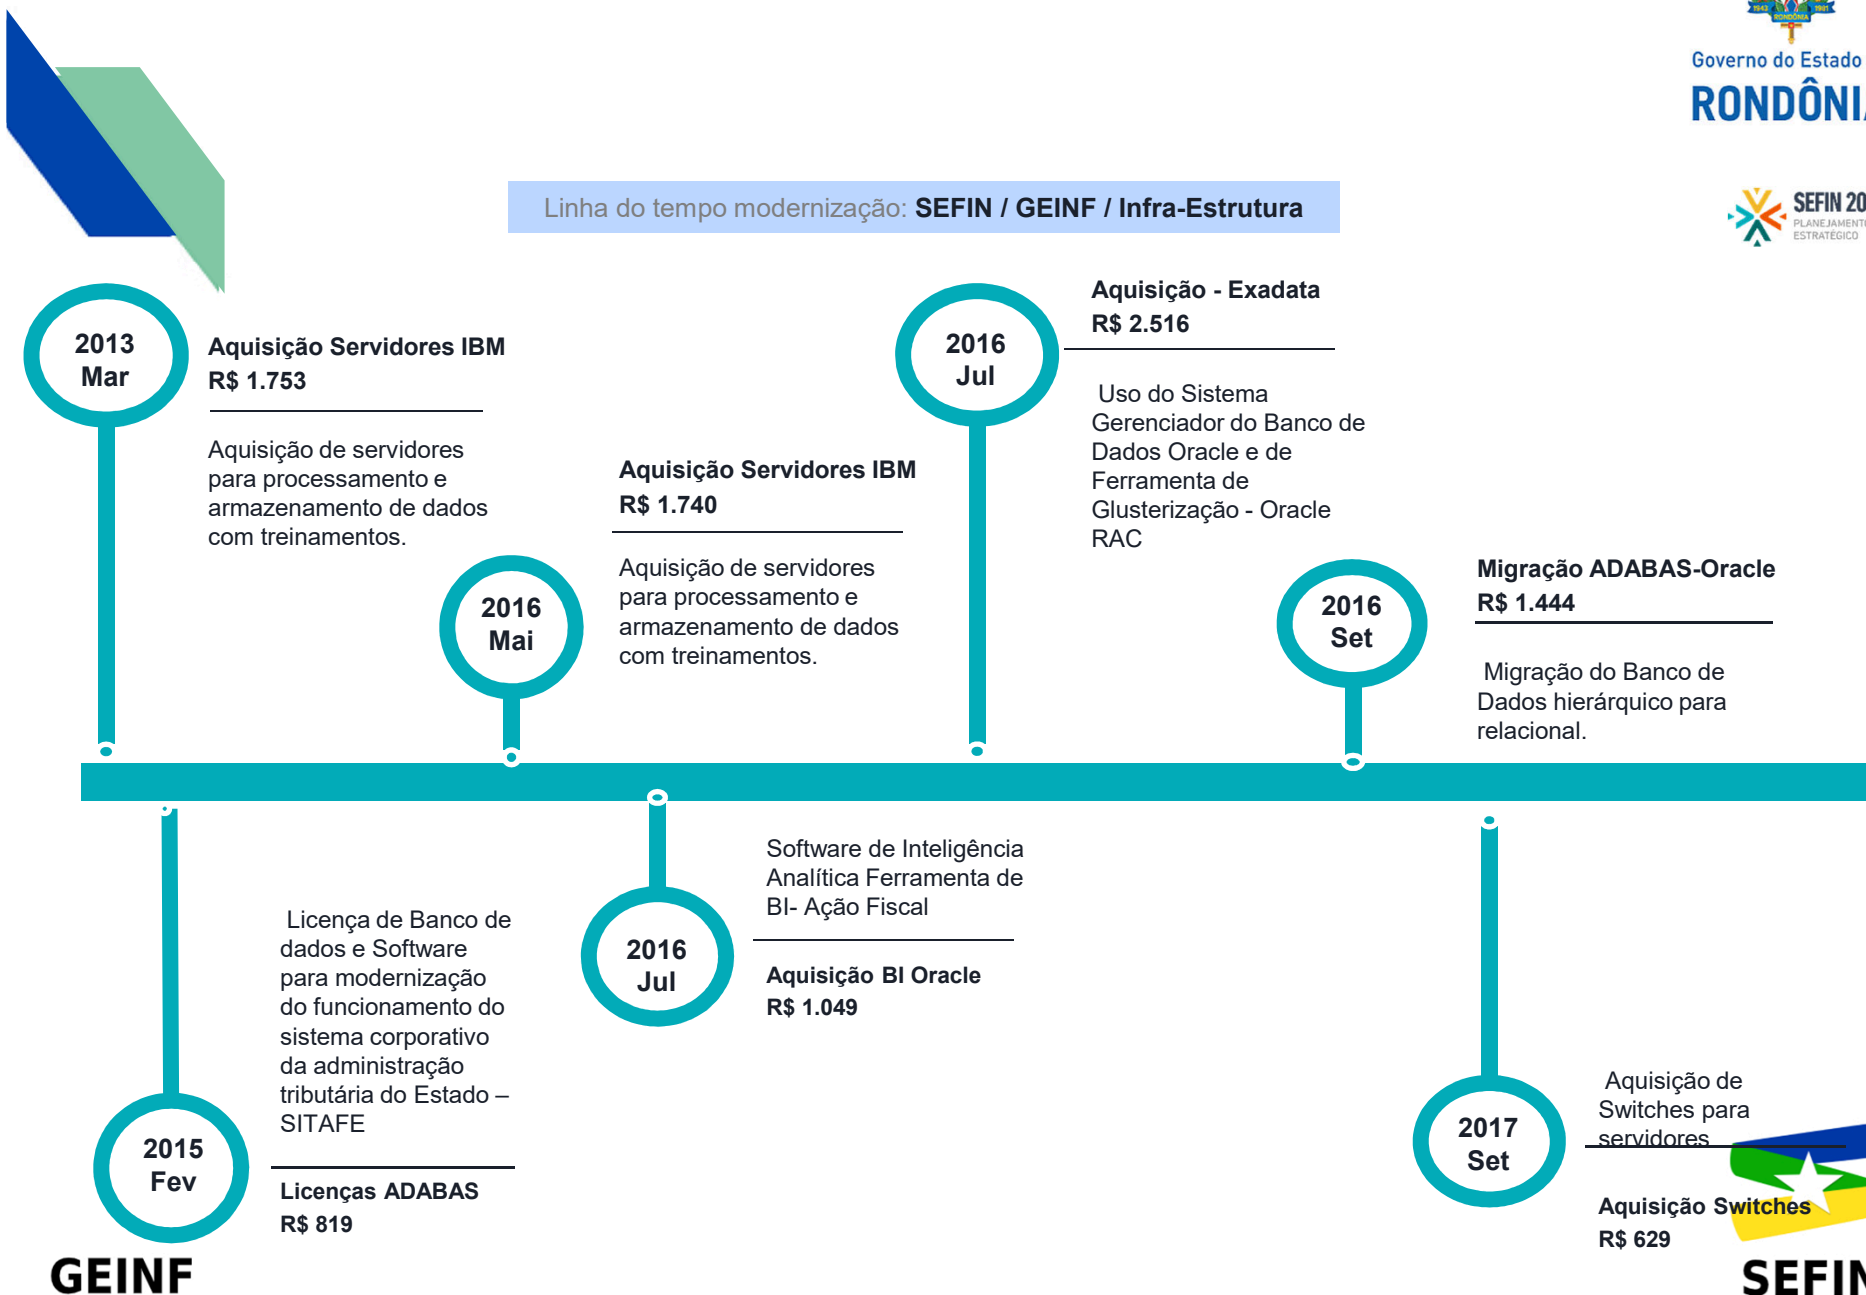 1943 1981
RONDÔNIA
Governo do Estado
RONDÔNIA
SEFIN 20
PLANEJAMENTO
ESTRATÉGICO
Linha do tempo modernização: SEFIN / GEINF / Infra-Estrutura
2013
Mar
Aquisição Servidores IBM
R$ 1.753
Aquisição de servidores
para processamento e
armazenamento de dados
com treinamentos.
2016
Mai
Aquisição Servidores IBM
R$ 1.740
Aquisição de servidores
para processamento e
armazenamento de dados
com treinamentos.
2016
Jul
Aquisição - Exadata
R$ 2.516
Uso do Sistema
Gerenciador do Banco de
Dados Oracle e de
Ferramenta de
Glusterização - Oracle
RAC
2016
Set
Migração ADABAS-Oracle
R$ 1.444
Migração do Banco de
Dados hierárquico para
relacional.
2015
Fev
Licença de Banco de
dados e Software
para modernização
do funcionamento do
sistema corporativo
da administração
tributária do Estado –
SITAFE
Licenças ADABAS
R$ 819
2016
Jul
Software de Inteligência
Analítica Ferramenta de
BI- Ação Fiscal
Aquisição BI Oracle
R$ 1.049
2017
Set
Aquisição de
Switches para
servidores
Aquisição Switches
R$ 629
GEINF
SEFIN